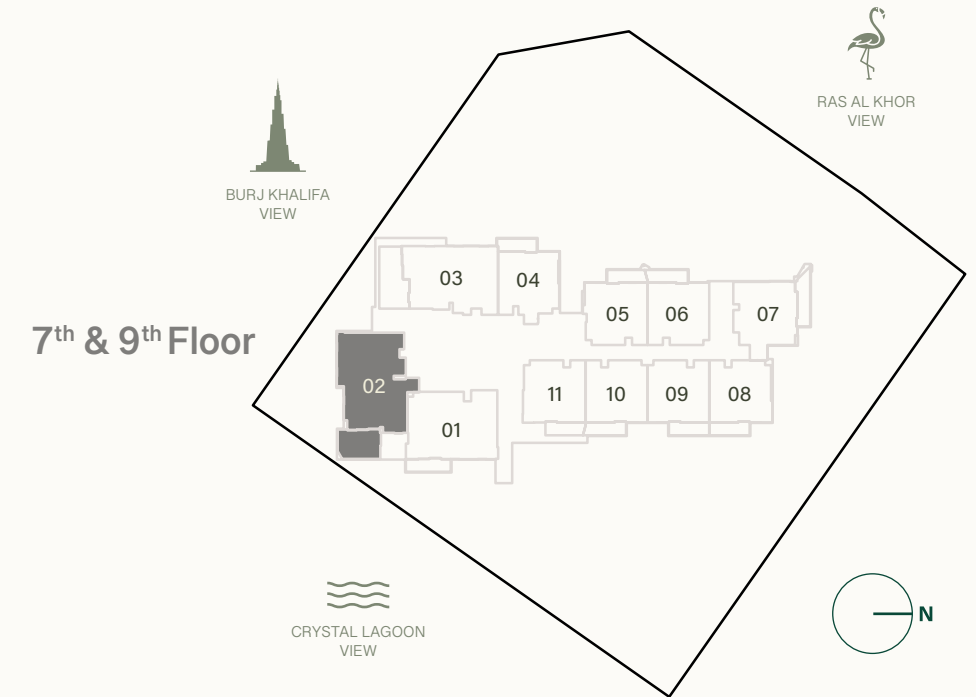 RAS AL KHOR
VIEW
BURJ KHALIFA
VIEW
7th & 9th Floor
03
04
05
06
07
02
01
11
10
09
08
CRYSTAL LAGOON
VIEW
N